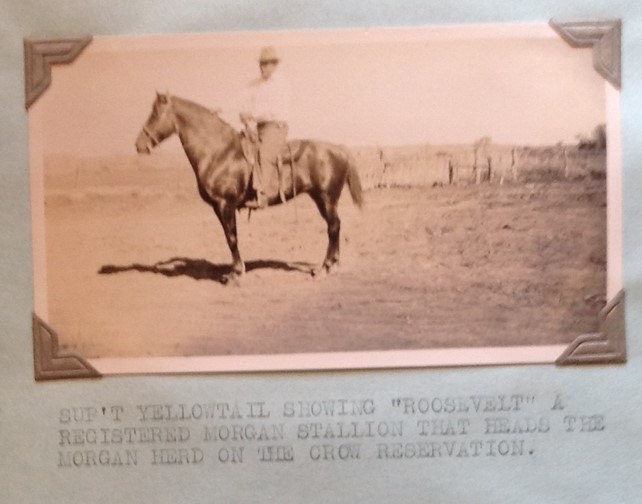 SUP'T YELLOWTAIL SHOWING "ROOSEVELT" A
REGISTERED MORGAN STALLION THAT HEADS THE
MORGAN HERD ON THE CROW RESERVATION.